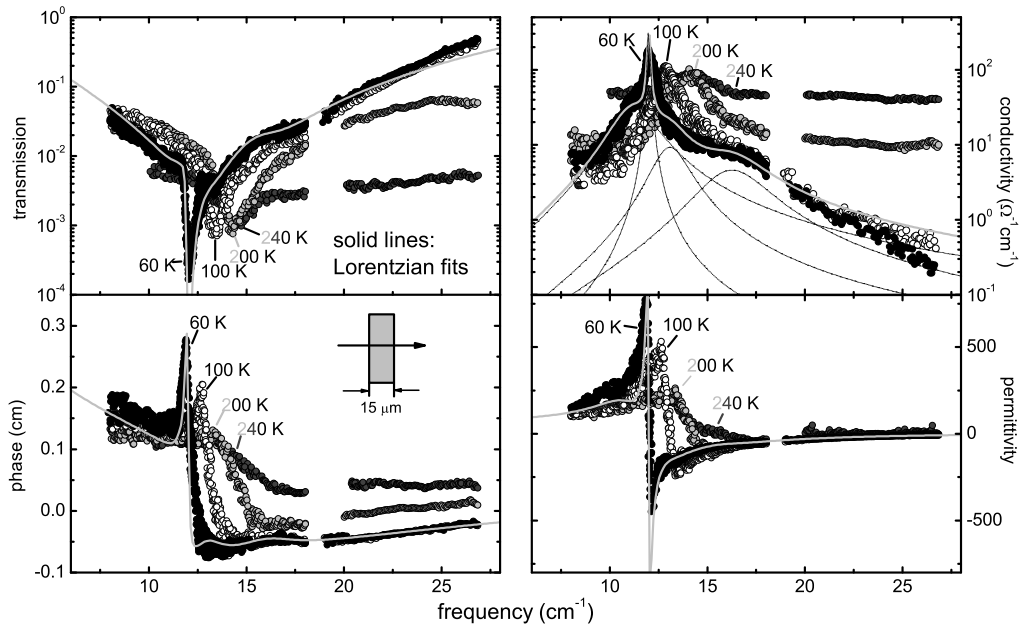 10^0
10^-1
10^-2
10^-3
10^-4
transmission
60 K
100 K
200 K
240 K
solid lines:
Lorentzian fits
60 K
100 K
200 K
240 K
10^2
10^1
10^0
10^-1
conductivity (Ω^-1 cm^-1)
0.3
0.2
0.1
0.0
-0.1
phase (cm)
60 K
100 K
200 K
240 K
15 μm
10
15
20
25
60 K
100 K
200 K
240 K
500
0
-500
permittivity
10
15
20
25
frequency (cm^-1)